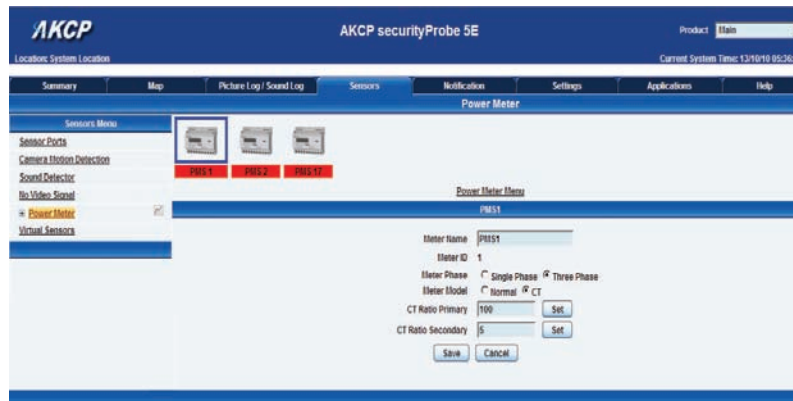 AKCP
AKCP securityProbe 5E
Product Main
Location: System Location
Current System Time: 13/10/10 05:36:
Summary Map Picture Log / Sound Log Sensors Notification Settings Applications Help
Power Meter
Sensors Menu
Sensor Ports
Camera Motion Detection
Sound Detector
No Video Signal
Power Meter
Virtual Sensors
PMS1 PMS 2 PMS 17
Power Meter Menu
PMS1
Meter Name PMS1
Meter ID 1
Meter Phase Single Phase Three Phase
Meter Model Normal CT
CT Ratio Primary 100 Set
CT Ratio Secondary 5 Set
Save Cancel